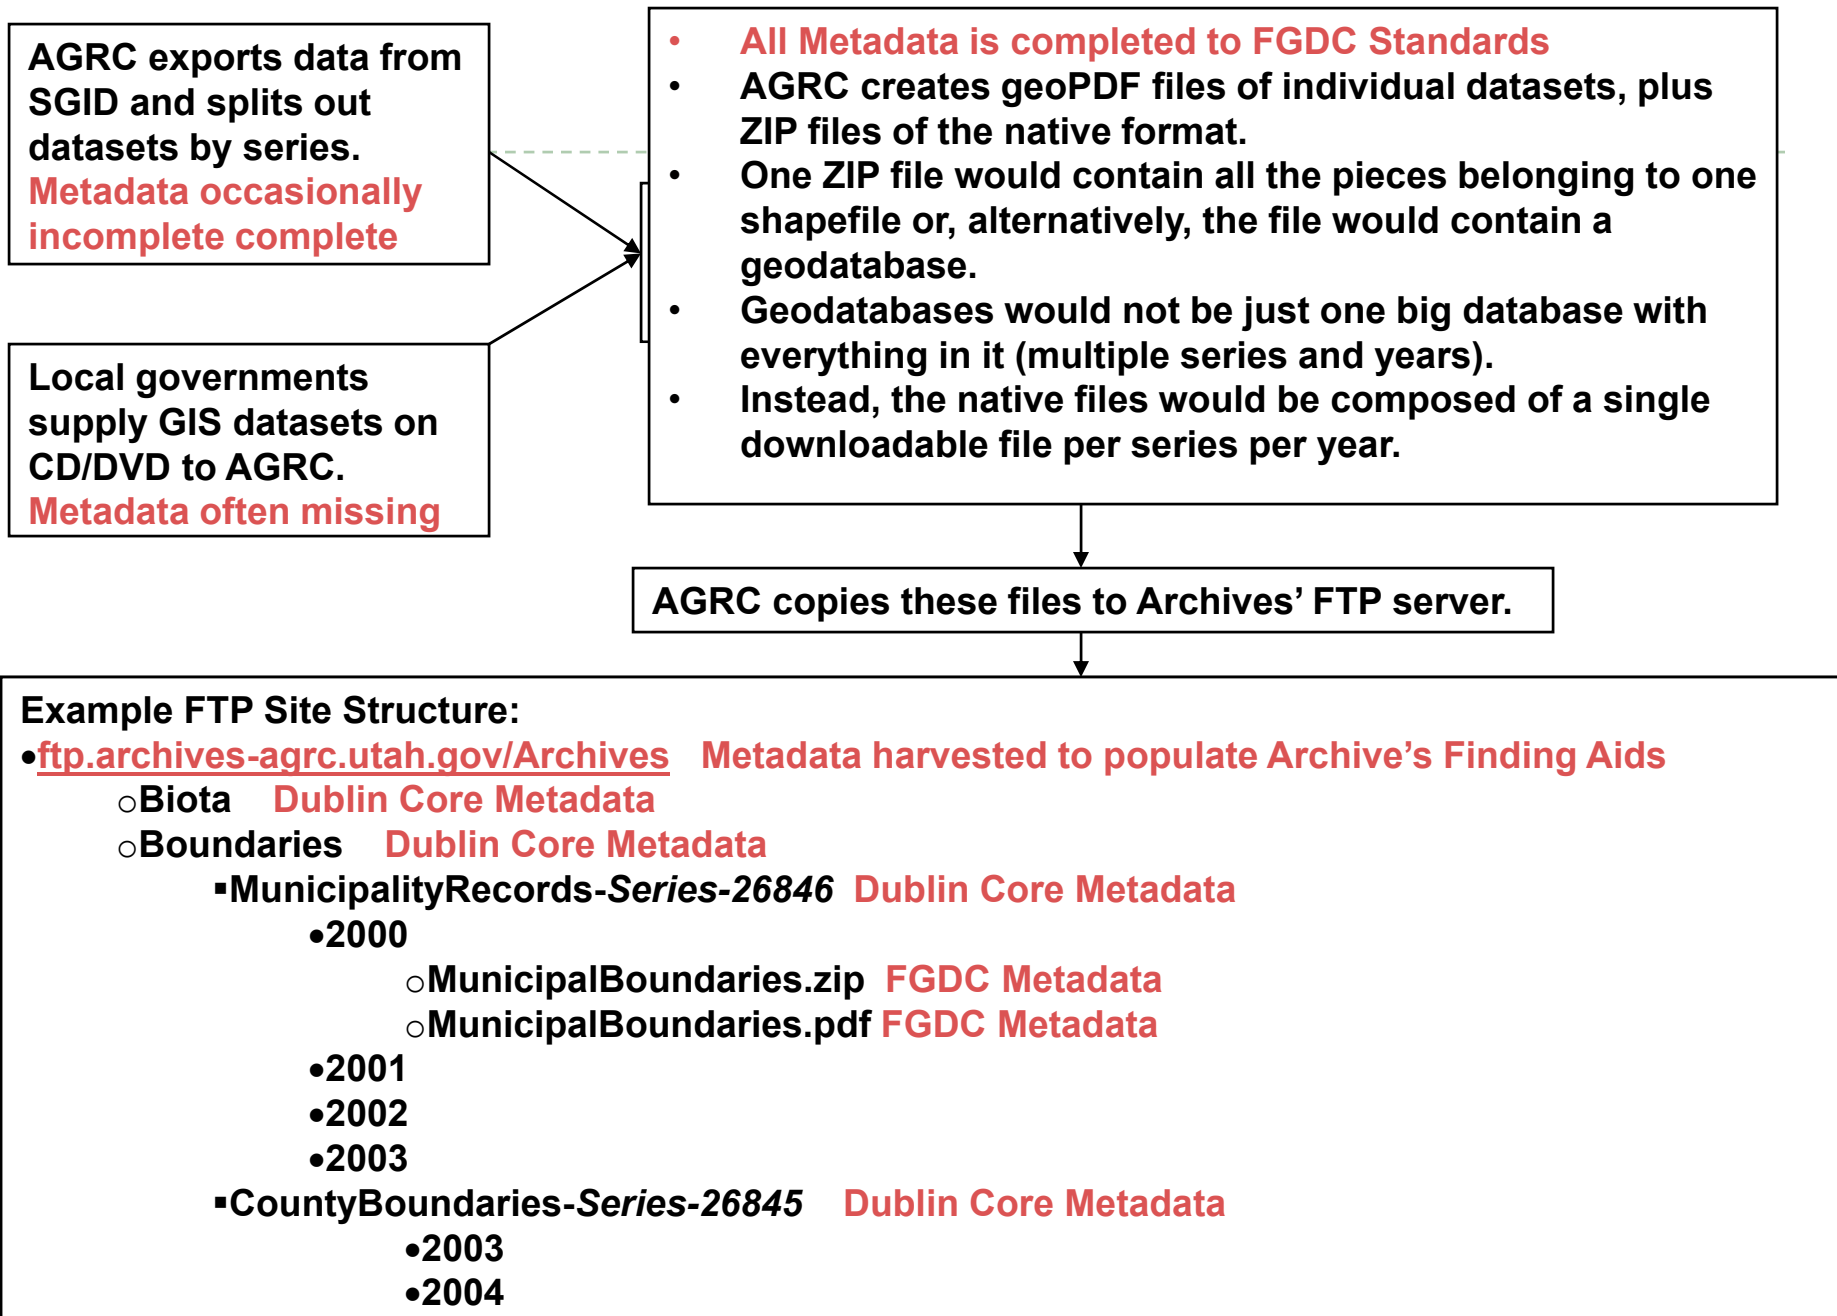 AGRC exports data from
SGID and splits out
datasets by series.
Metadata occasionally
incomplete complete
Local governments
supply GIS datasets on
CD/DVD to AGRC.
Metadata often missing
• All Metadata is completed to FGDC Standards
• AGRC creates geoPDF files of individual datasets, plus
ZIP files of the native format.
• One ZIP file would contain all the pieces belonging to one
shapefile or, alternatively, the file would contain a
geodatabase.
• Geodatabases would not be just one big database with
everything in it (multiple series and years).
• Instead, the native files would be composed of a single
downloadable file per series per year.
AGRC copies these files to Archives’ FTP server.
Example FTP Site Structure:
•ftp.archives-agrc.utah.gov/Archives Metadata harvested to populate Archive’s Finding Aids
○Biota Dublin Core Metadata
○Boundaries Dublin Core Metadata
▪MunicipalityRecords-Series-26846 Dublin Core Metadata
•2000
○MunicipalBoundaries.zip FGDC Metadata
○MunicipalBoundaries.pdf FGDC Metadata
•2001
•2002
•2003
▪CountyBoundaries-Series-26845 Dublin Core Metadata
•2003
•2004